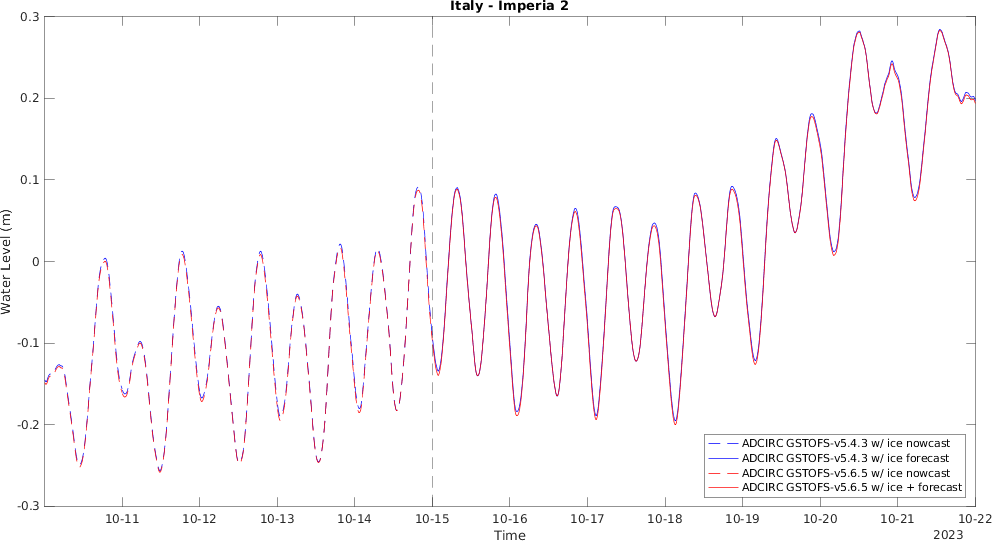 Italy - Imperia 2
0.3
0.2
0.1
0
-0.1
-0.2
-0.3
Water Level (m)
ADCIRC GSTOFS-v5.4.3 w/ ice nowcast
ADCIRC GSTOFS-v5.4.3 w/ ice forecast
ADCIRC GSTOFS-v5.6.5 w/ ice nowcast
ADCIRC GSTOFS-v5.6.5 w/ ice + forecast
10-11 10-12 10-13 10-14 10-15 10-16 10-17 10-18 10-19 10-20 10-21 10-22
Time
2023